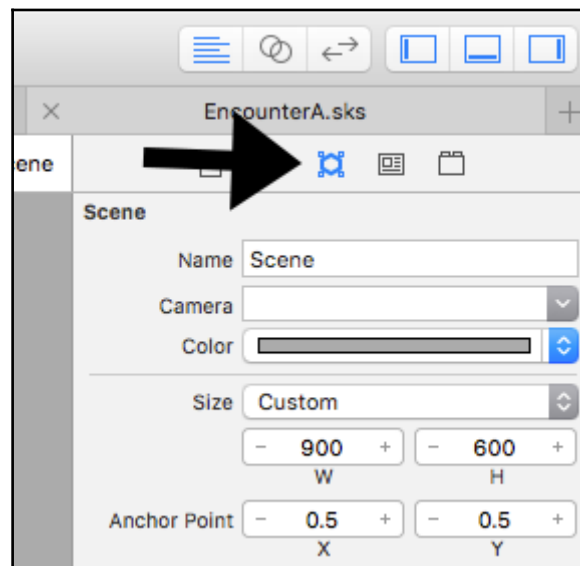 EncounterA.sks
ene
Scene
Name Scene
Camera
Color
Size Custom
- 900 + - 600 +
W H
Anchor Point - 0.5 + - 0.5 +
X Y